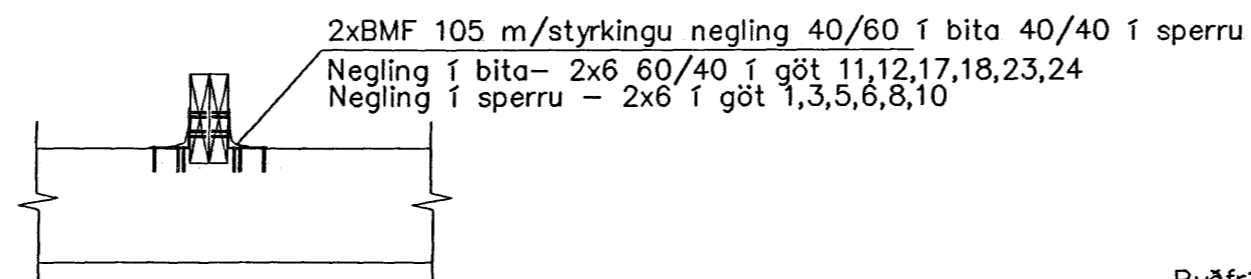 2xBMF 105 m/styrkingu negling 40/60 í bita 40/40 í sperru
Negling í bita– 2x6 60/40 í göt 11,12,17,18,23,24
Negling í sperru – 2x6 í göt 1,3,5,6,8,10